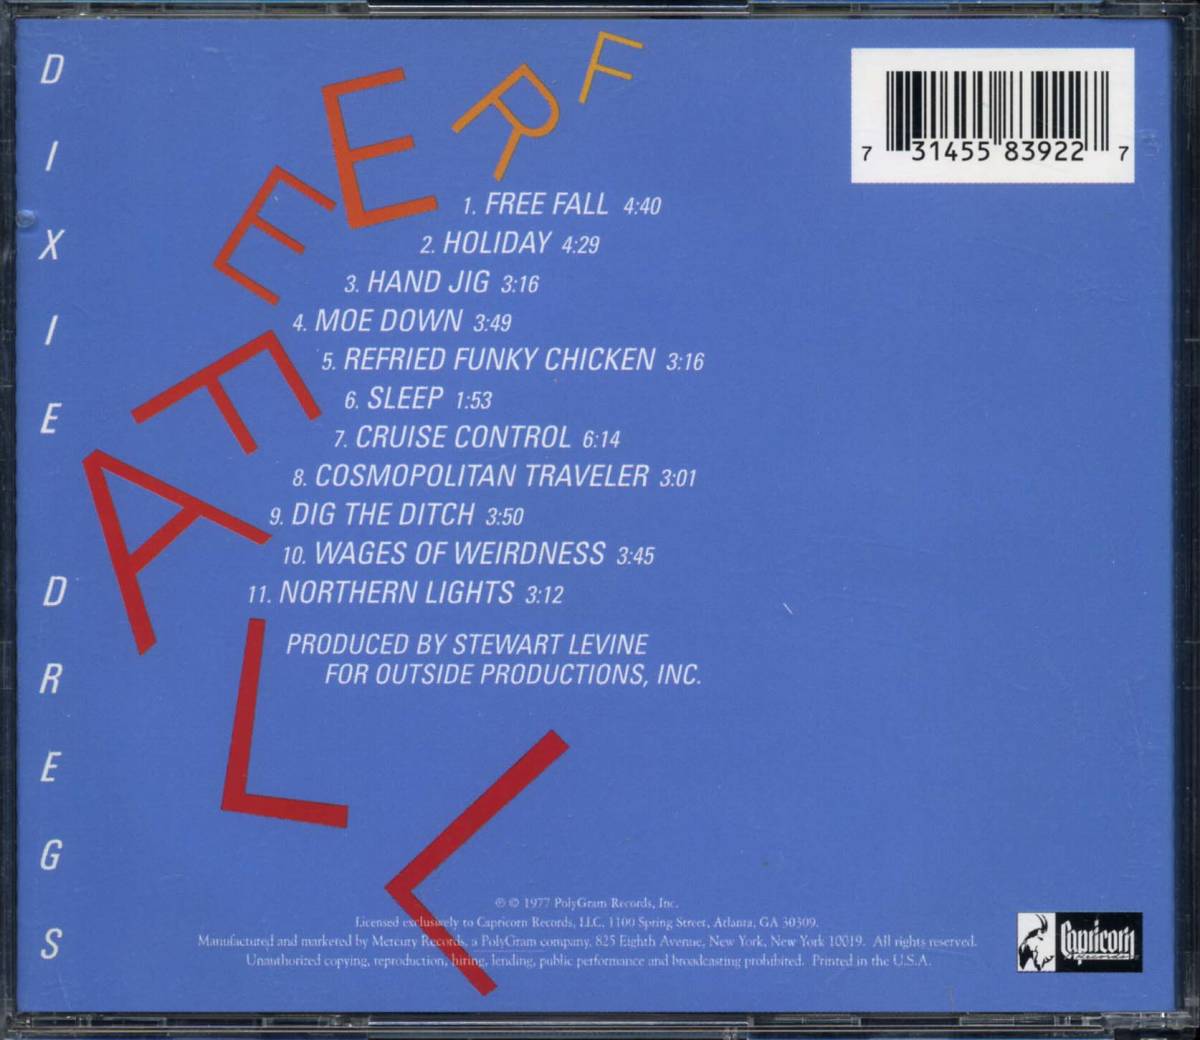 DIXIE DREGS
FREE FALL
7 31455 83922 7
1. FREE FALL 4:40
2. HOLIDAY 4:29
3. HAND JIG 3:16
4. MOE DOWN 3:49
5. REFRIED FUNKY CHICKEN 3:16
6. SLEEP 1:53
7. CRUISE CONTROL 6:14
8. COSMOPOLITAN TRAVELER 3:01
9. DIG THE DITCH 3:50
10. WAGES OF WEIRDNESS 3:45
11. NORTHERN LIGHTS 3:12
PRODUCED BY STEWART LEVINE
FOR OUTSIDE PRODUCTIONS, INC.
℗ © 1977 PolyGram Records, Inc.
Licensed exclusively to Capricorn Records, LLC, 1100 Spring Street, Atlanta, GA 30309.
Manufactured and marketed by Mercury Records, a PolyGram company, 825 Eighth Avenue, New York, New York 10019. All rights reserved.
Unauthorized copying, reproduction, hiring, lending, public performance and broadcasting prohibited. Printed in the U.S.A.
Capricorn
Records